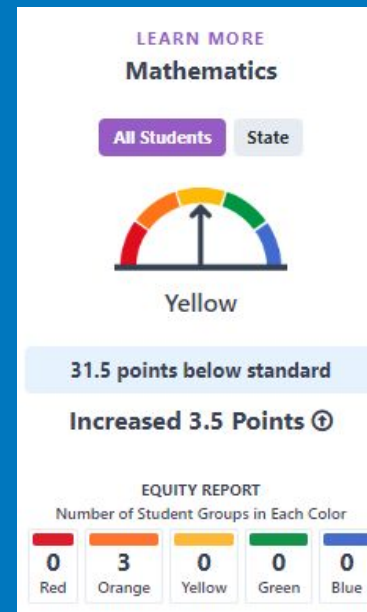 LEARN MORE
Mathematics
All Students State
Yellow
31.5 points below standard
Increased 3.5 Points
EQUITY REPORT
Number of Student Groups in Each Color
0 3 0 0 0
Red Orange Yellow Green Blue